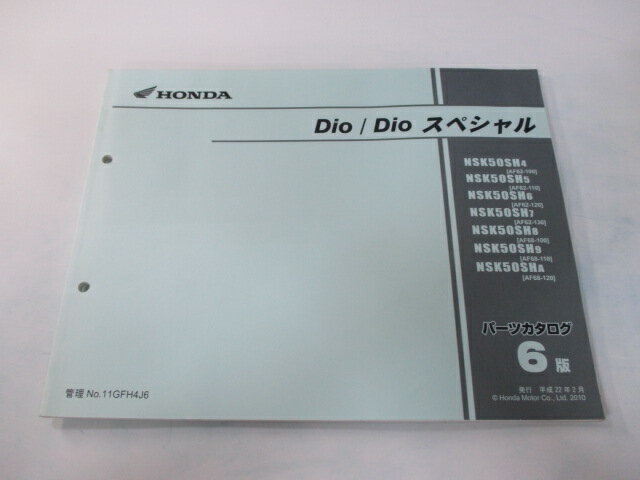 HONDA
Dio / Dio スペシャル
NSK50SH4
[AF62-100]
NSK50SH5
[AF62-110]
NSK50SH6
[AF62-120]
NSK50SH7
[AF62-130]
NSK50SH8
[AF68-100]
NSK50SH9
[AF68-110]
NSK50SHA
[AF68-120]
パーツカタログ
6 版
発行 平成 22 年 2 月
© Honda Motor Co., Ltd. 2010
管理 No.11GFH4J6